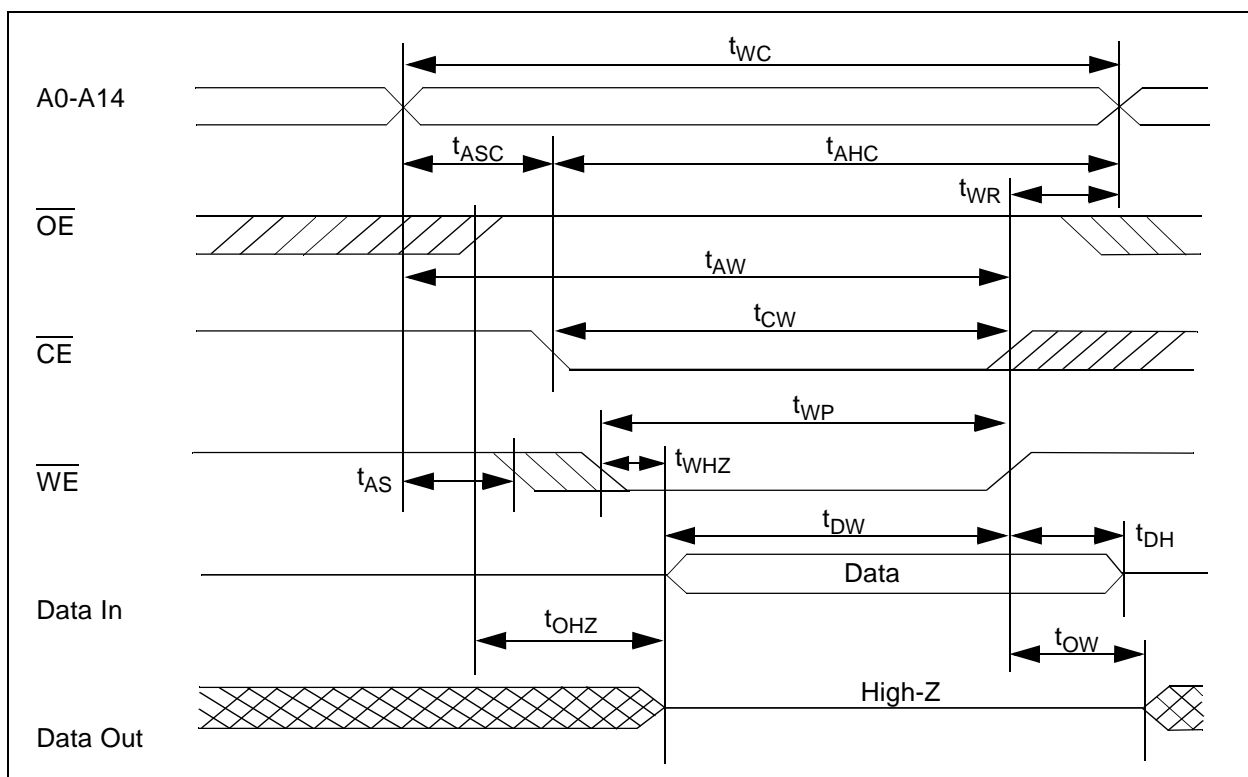 tWC
A0-A14
tASC
tAHC
tWR
OE
tAW
tCW
CE
tWP
tWHZ
WE
tAS
tDW
tDH
Data
Data In
tOHZ
tOW
High-Z
Data Out